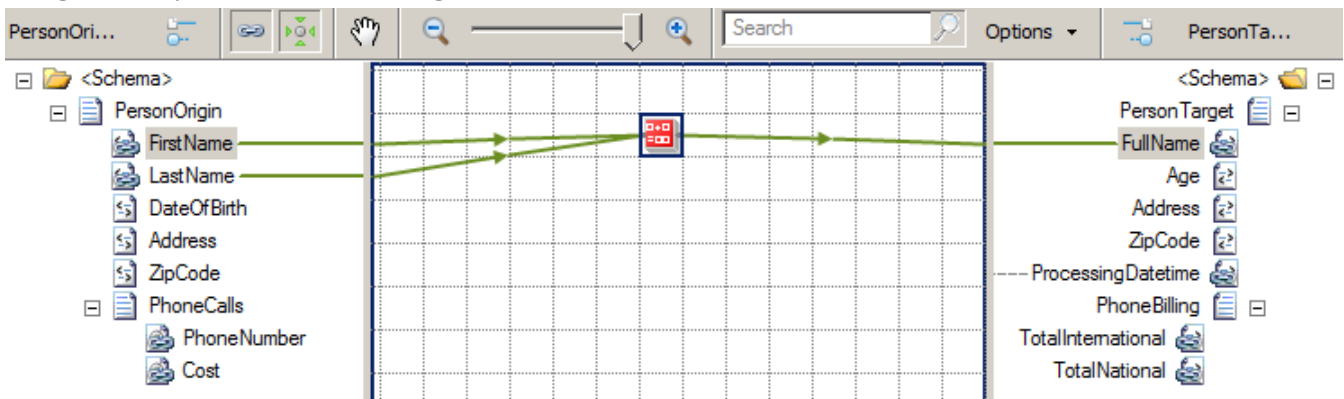 PersonOri... Search Options PersonTa...
<Schema> <Schema>
PersonOrigin PersonTarget
FirstName FullName
LastName Age
DateOfBirth Address
Address ZipCode
ZipCode ProcessingDatetime
PhoneCalls PhoneBilling
PhoneNumber TotalInternational
Cost TotalNational